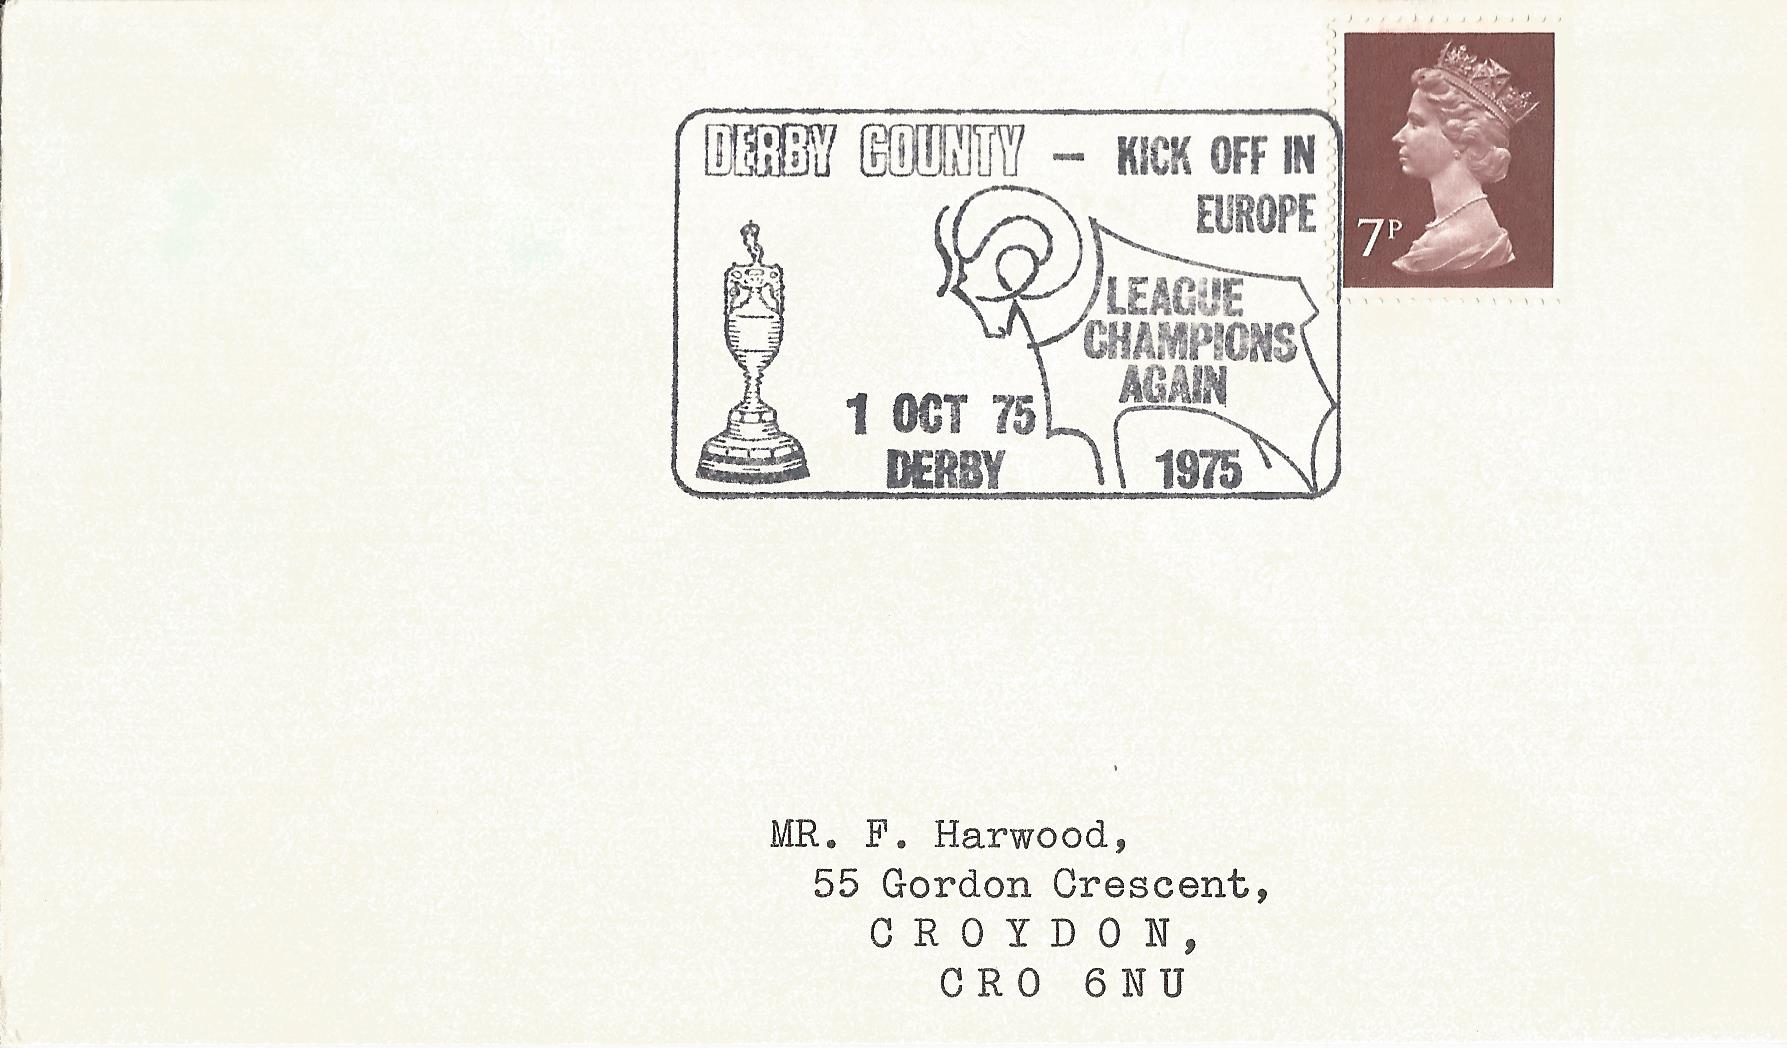 DERBY COUNTY — KICK OFF IN
EUROPE
LEAGUE
CHAMPIONS
AGAIN
1 OCT 75
DERBY
1975
7P
MR. F. Harwood,
55 Gordon Crescent,
CROYDON,
CRO 6NU